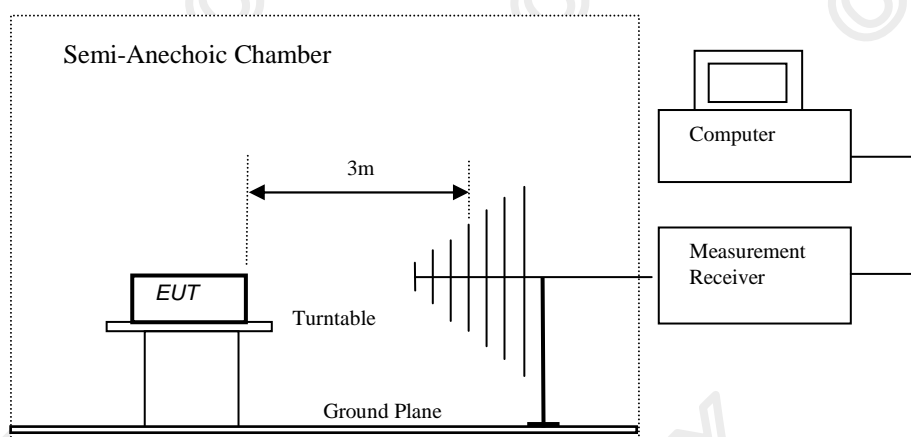 Semi-Anechoic Chamber
Computer
3m
Measurement
Receiver
EUT
Turntable
Ground Plane